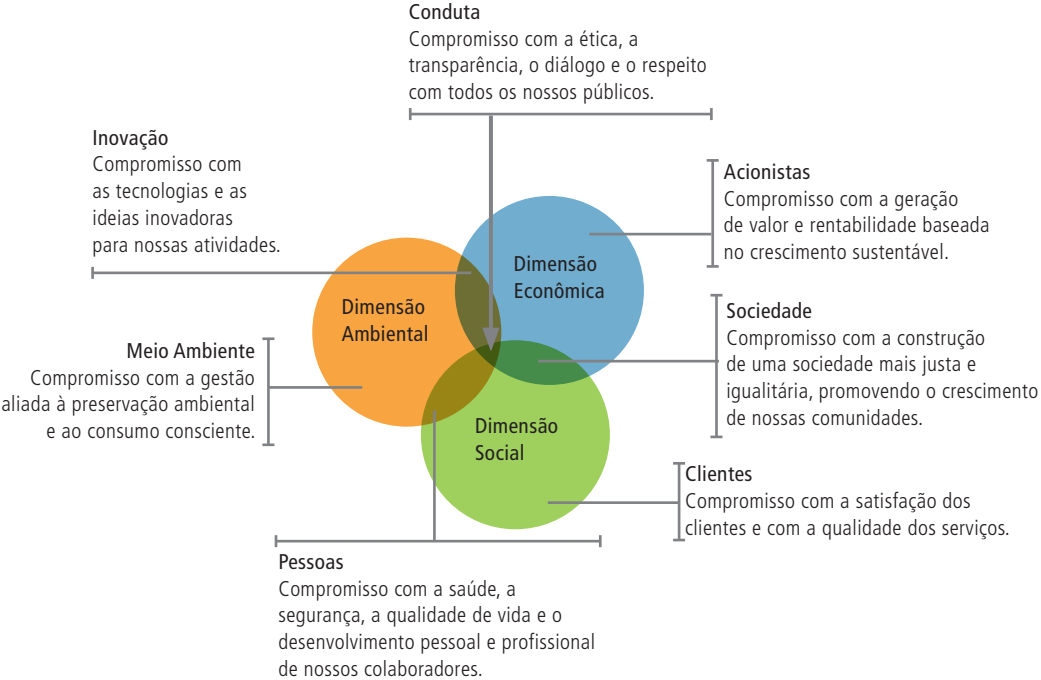 Conduta
Compromisso com a ética, a
transparência, o diálogo e o respeito
com todos os nossos públicos.
Inovação
Compromisso com
as tecnologias e as
ideias inovadoras
para nossas atividades.
Acionistas
Compromisso com a geração
de valor e rentabilidade baseada
no crescimento sustentável.
Dimensão
Econômica
Dimensão
Ambiental
Sociedade
Compromisso com a construção
de uma sociedade mais justa e
igualitária, promovendo o crescimento
de nossas comunidades.
Meio Ambiente
Compromisso com a gestão
aliada à preservação ambiental
e ao consumo consciente.
Dimensão
Social
Clientes
Compromisso com a satisfação dos
clientes e com a qualidade dos serviços.
Pessoas
Compromisso com a saúde, a
segurança, a qualidade de vida e o
desenvolvimento pessoal e profissional
de nossos colaboradores.